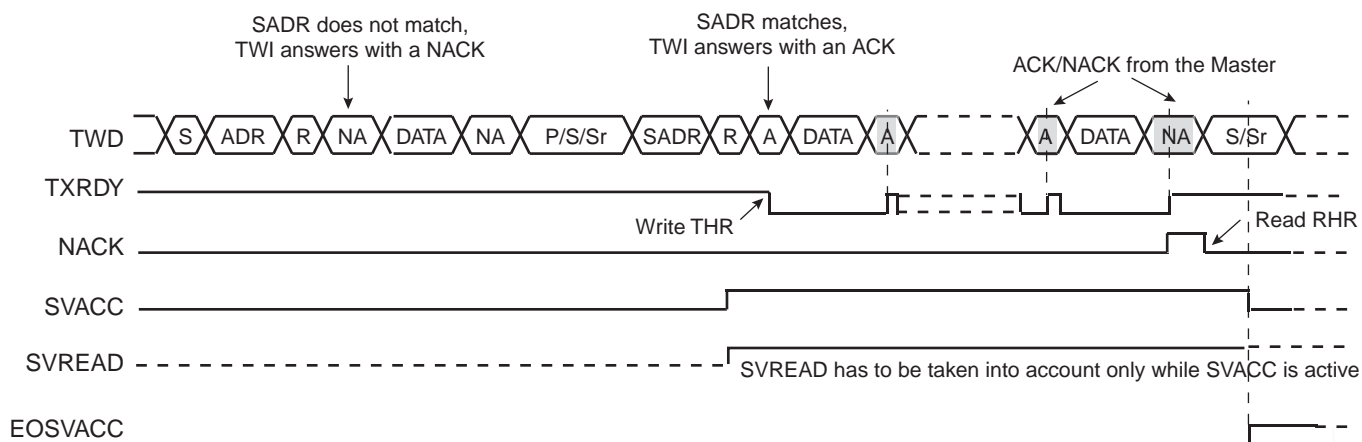 SADR does not match,
TWI answers with a NACK
SADR matches,
TWI answers with an ACK
ACK/NACK from the Master
TWD S ADR R NA DATA NA P/S/Sr SADR R A DATA A A DATA NA S/Sr
TXRDY
Write THR
Read RHR
NACK
SVACC
SVREAD
SVREAD has to be taken into account only while SVACC is active
EOSVACC